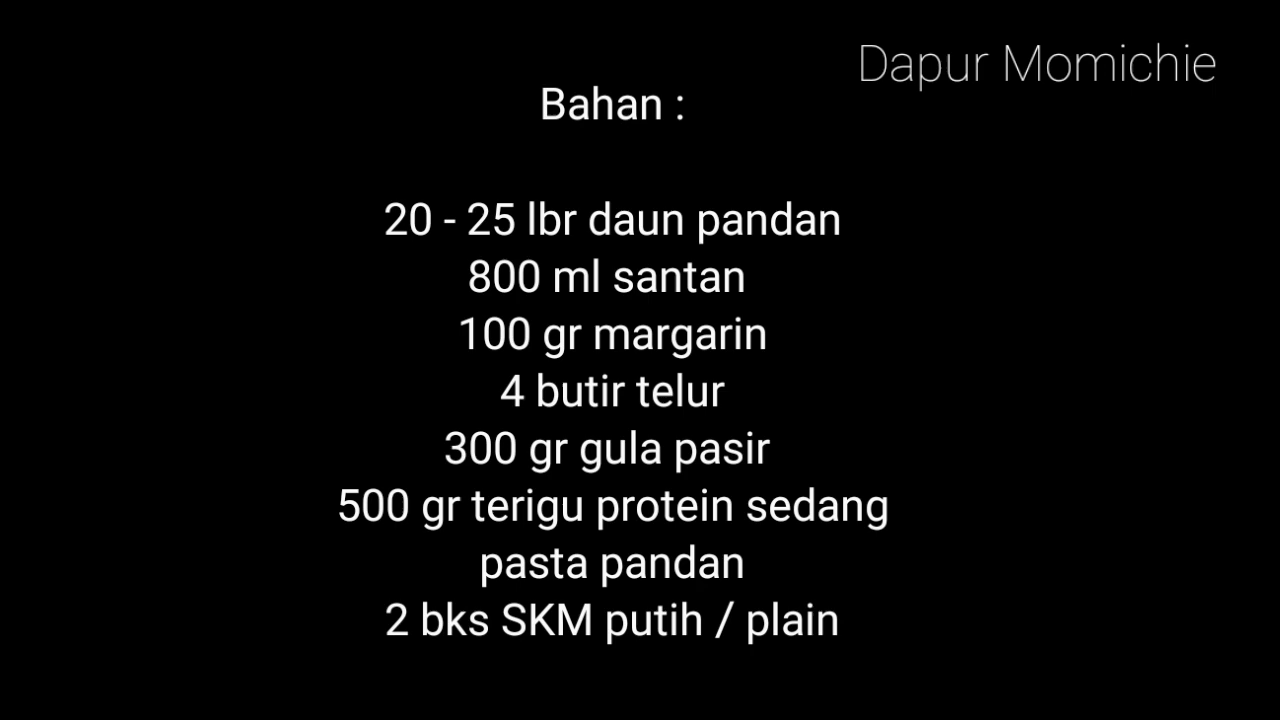 Dapur Momichie
Bahan :
20 - 25 lbr daun pandan
800 ml santan
100 gr margarin
4 butir telur
300 gr gula pasir
500 gr terigu protein sedang
pasta pandan
2 bks SKM putih / plain